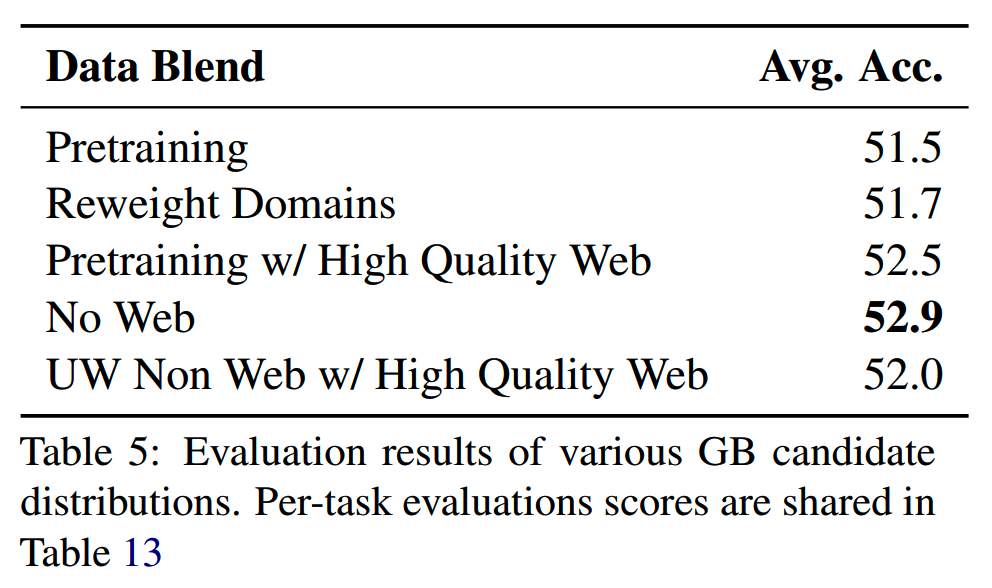 Data Blend Avg. Acc.
Pretraining 51.5
Reweight Domains 51.7
Pretraining w/ High Quality Web 52.5
No Web 52.9
UW Non Web w/ High Quality Web 52.0
Table 5: Evaluation results of various GB candidate
distributions. Per-task evaluations scores are shared in
Table 13